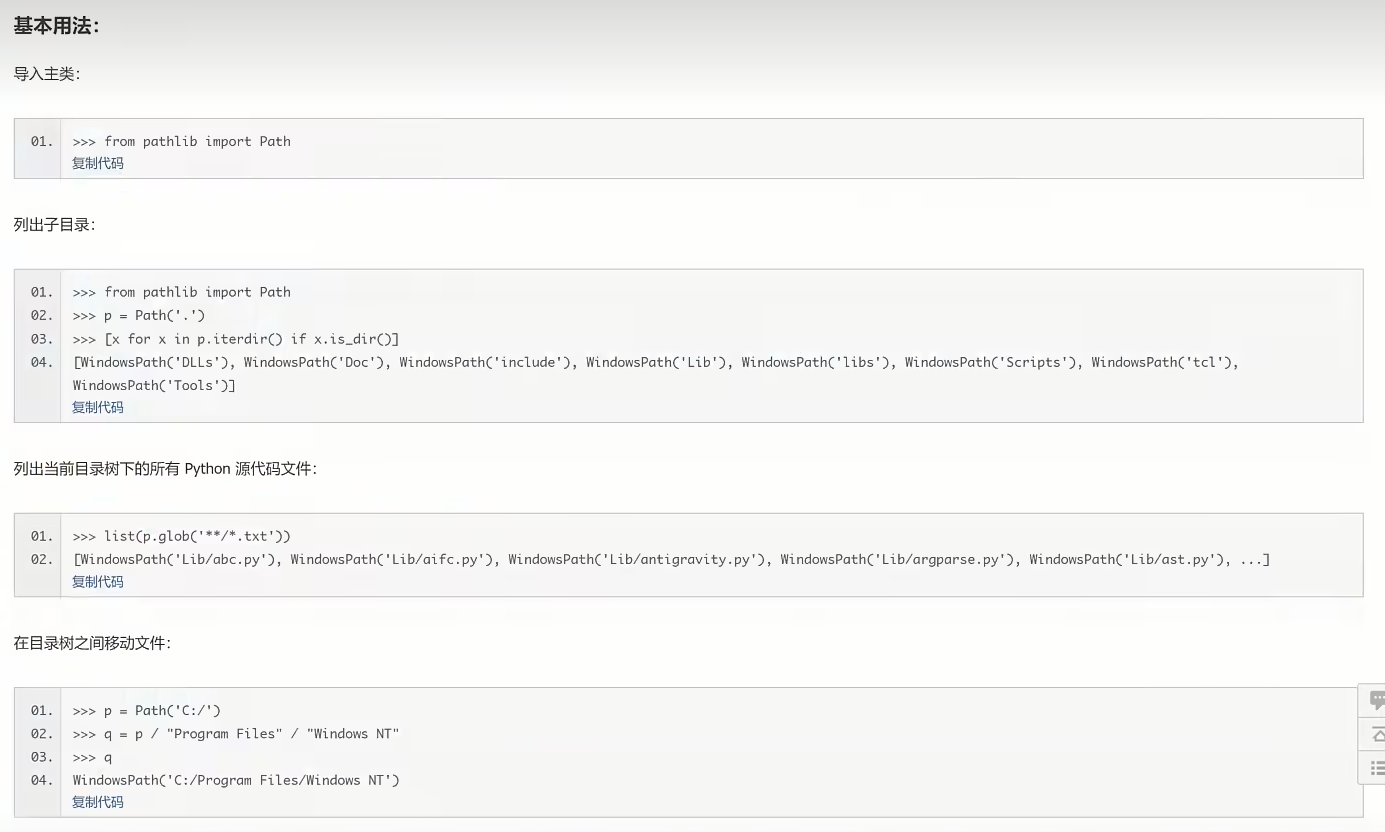 基本用法：
导入主类：
01. >>> from pathlib import Path
复制代码
列出子目录：
01. >>> from pathlib import Path
02. >>> p = Path('.')
03. >>> [x for x in p.iterdir() if x.is_dir()]
04. [WindowsPath('DLLs'), WindowsPath('Doc'), WindowsPath('include'), WindowsPath('Lib'), WindowsPath('libs'), WindowsPath('Scripts'), WindowsPath('tcl'),
WindowsPath('Tools')]
复制代码
列出当前目录树下的所有 Python 源代码文件：
01. >>> list(p.glob('**/*.txt'))
02. [WindowsPath('Lib/abc.py'), WindowsPath('Lib/aifc.py'), WindowsPath('Lib/antigravity.py'), WindowsPath('Lib/argparse.py'), WindowsPath('Lib/ast.py'), ...]
复制代码
在目录树之间移动文件：
01. >>> p = Path('C:/')
02. >>> q = p / "Program Files" / "Windows NT"
03. >>> q
04. WindowsPath('C:/Program Files/Windows NT')
复制代码